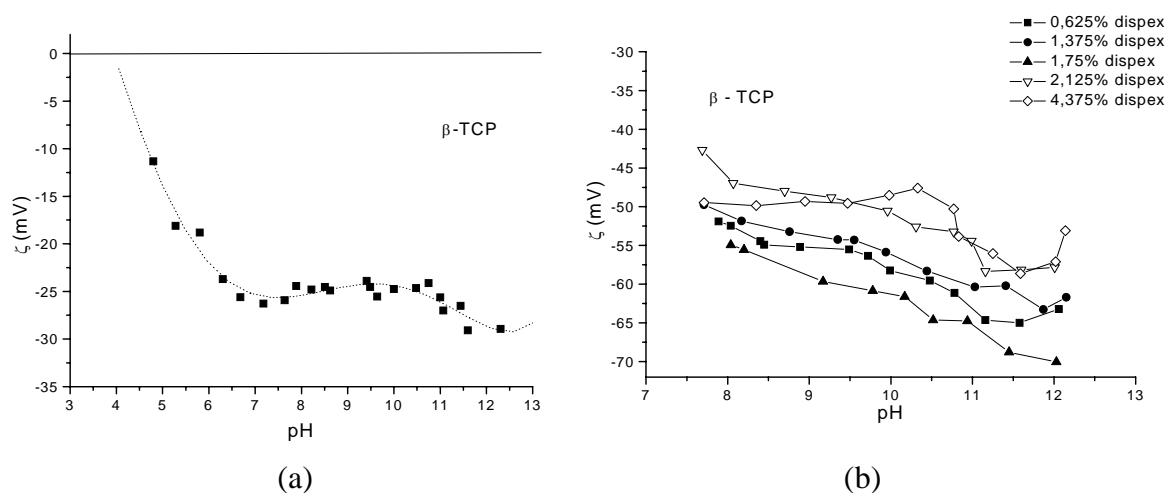 0
-5
-10
-15
-20
-25
-30
-35
3 4 5 6 7 8 9 10 11 12 13
ζ (mV)
pH
β-TCP
(a)
0,625% dispex
1,375% dispex
1,75% dispex
2,125% dispex
4,375% dispex
-30
-35
-40
-45
-50
-55
-60
-65
-70
7 8 9 10 11 12 13
ζ (mV)
pH
β - TCP
(b)